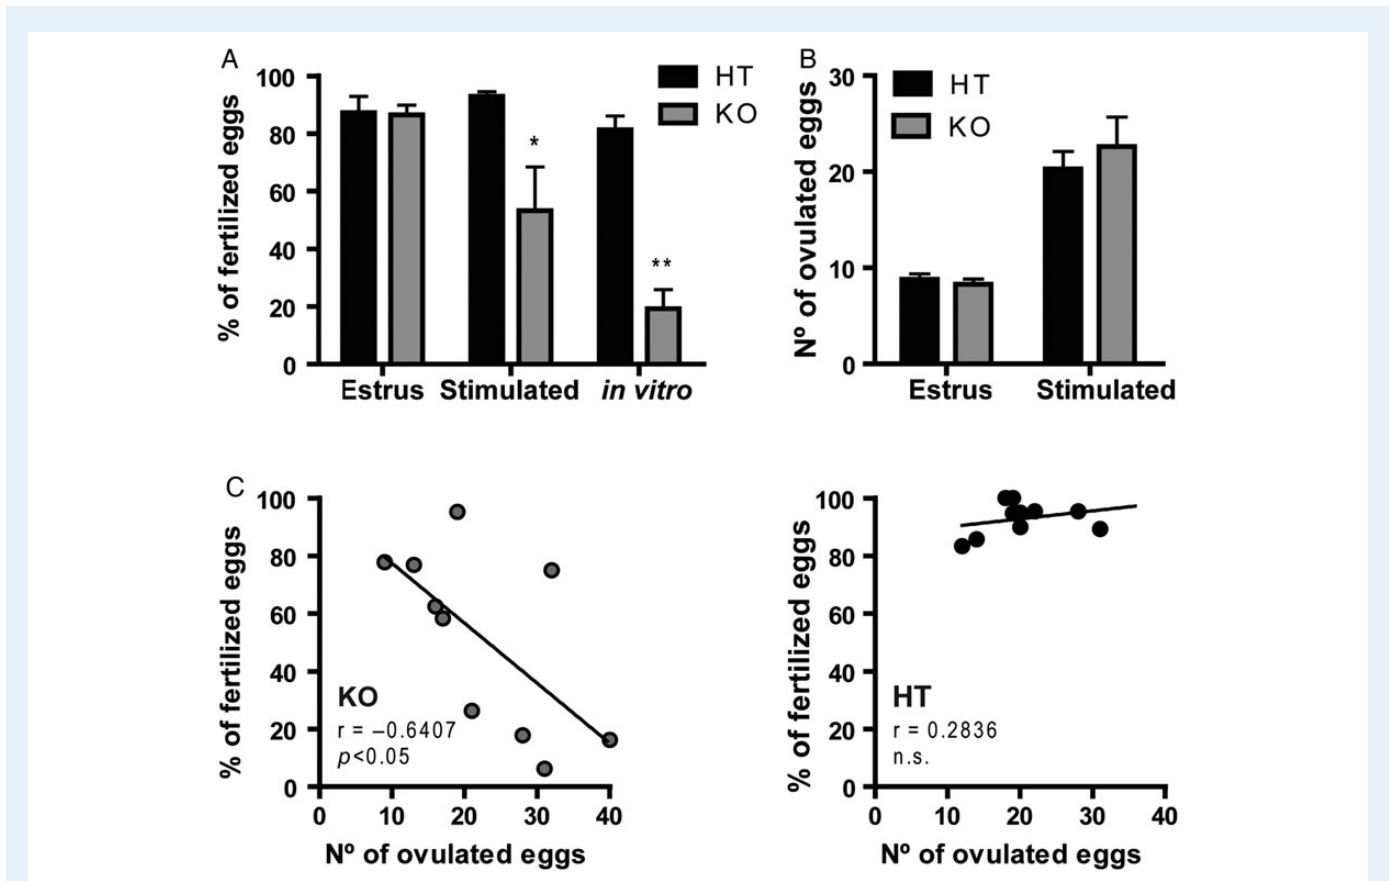 A
% of fertilized eggs
100
80
60
40
20
0
HT
KO
*
**
Estrus Stimulated in vitro
B
Nº of ovulated eggs
30
20
10
0
HT
KO
Estrus Stimulated
C
% of fertilized eggs
100
80
60
40
20
0
KO
r = –0.6407
p<0.05
0 10 20 30 40
Nº of ovulated eggs
% of fertilized eggs
100
80
60
40
20
0
HT
r = 0.2836
n.s.
0 10 20 30 40
Nº of ovulated eggs